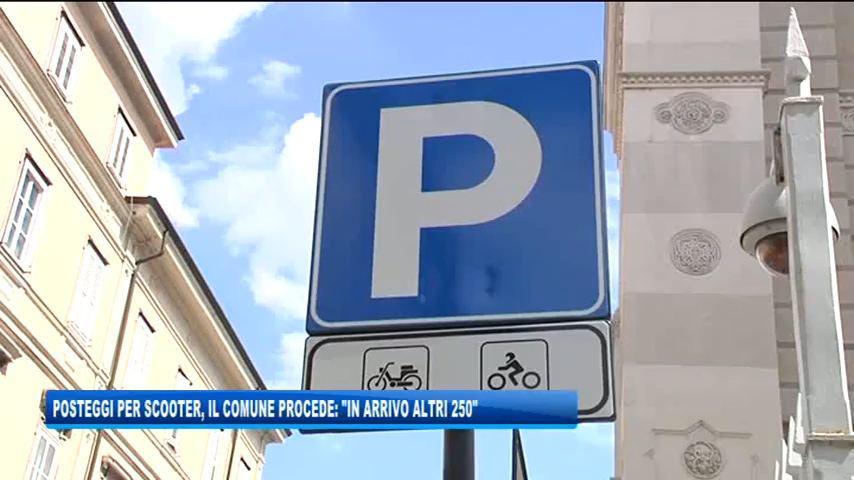 P
POSTEGGI PER SCOOTER, IL COMUNE PROCEDE: "IN ARRIVO ALTRI 250"